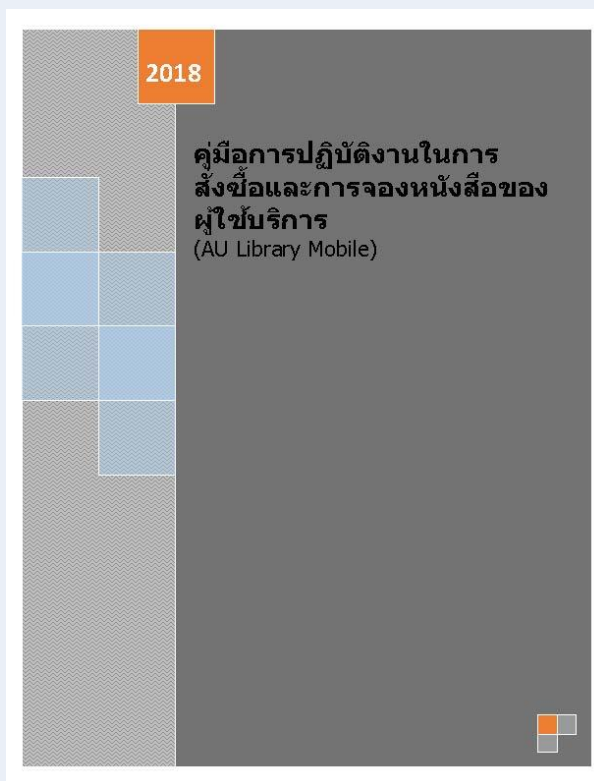 2018
คู่มือการปฏิบัติงานในการ
สั่งซื้อและการจองหนังสือของ
ผู้ใช้บริการ
(AU Library Mobile)